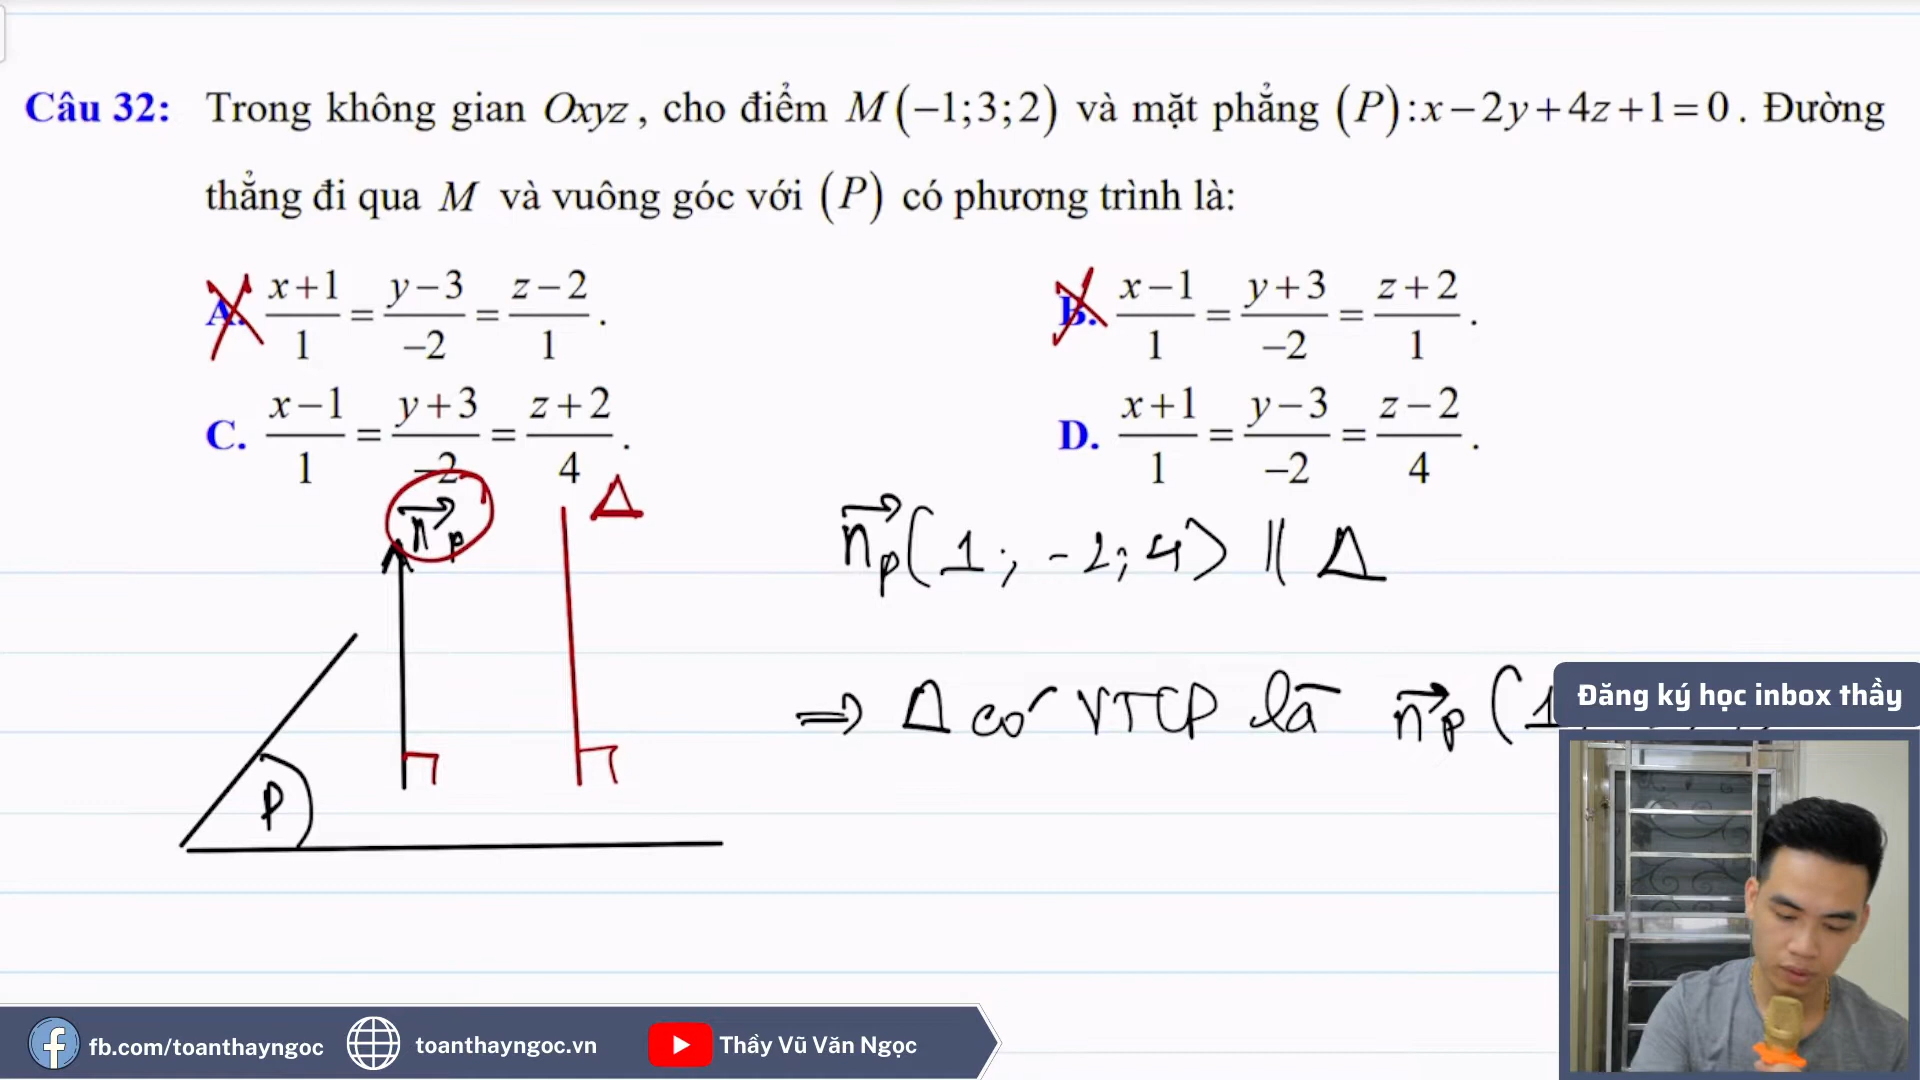 Câu 32: Trong không gian Oxyz, cho điểm M(−1;3;2) và mặt phẳng (P):x−2y+4z+1=0. Đường
thẳng đi qua M và vuông góc với (P) có phương trình là:
A. (x+1)/1 = (y−3)/−2 = (z−2)/1. B. (x−1)/1 = (y+3)/−2 = (z+2)/1.
C. (x−1)/1 = (y+3)/−2 = (z+2)/4. D. (x+1)/1 = (y−3)/−2 = (z−2)/4.
n⃗p Δ
n⃗p(1; -2; 4) || Δ
⇒ Δ có VTCP là n⃗p (1
P
Đăng ký học inbox thầy
fb.com/toanthayngoc toanthayngoc.vn Thầy Vũ Văn Ngọc